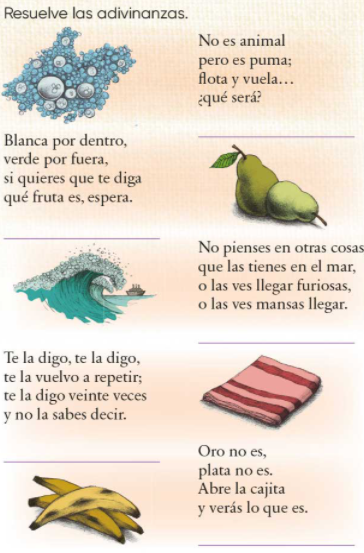 Resuelve las adivinanzas.
No es animal
pero es puma;
flota y vuela…
¿qué será?
Blanca por dentro,
verde por fuera,
si quieres que te diga
qué fruta es, espera.
No pienses en otras cosas
que las tienes en el mar,
o las ves llegar furiosas,
o las ves mansas llegar.
Te la digo, te la digo,
te la vuelvo a repetir;
te la digo veinte veces
y no la sabes decir.
Oro no es,
plata no es.
Abre la cajita
y verás lo que es.